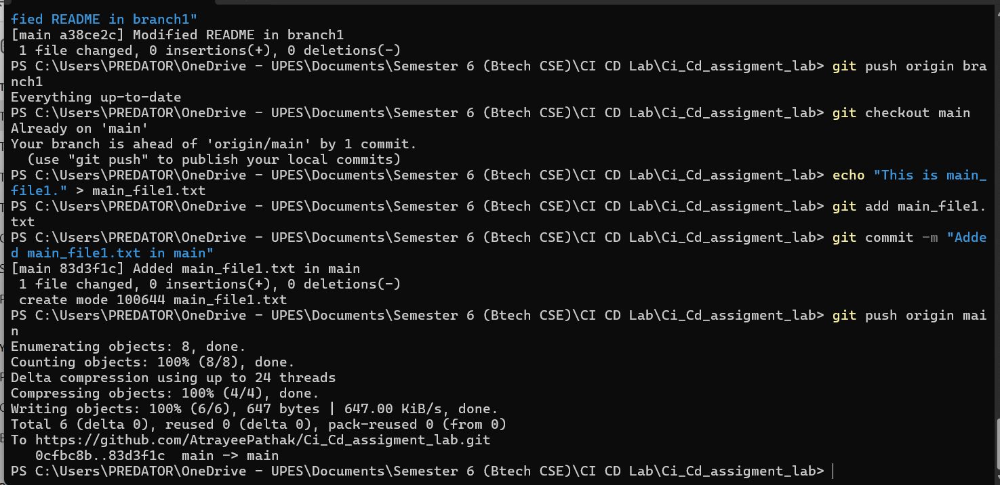 fied README in branch1"
[main a38ce2c] Modified README in branch1
 1 file changed, 0 insertions(+), 0 deletions(-)
PS C:\Users\PREDATOR\OneDrive - UPES\Documents\Semester 6 (Btech CSE)\CI CD Lab\Ci_Cd_assigment_lab> git push origin bra
nch1
Everything up-to-date
PS C:\Users\PREDATOR\OneDrive - UPES\Documents\Semester 6 (Btech CSE)\CI CD Lab\Ci_Cd_assigment_lab> git checkout main
Already on 'main'
Your branch is ahead of 'origin/main' by 1 commit.
  (use "git push" to publish your local commits)
PS C:\Users\PREDATOR\OneDrive - UPES\Documents\Semester 6 (Btech CSE)\CI CD Lab\Ci_Cd_assigment_lab> echo "This is main_
file1." > main_file1.txt
PS C:\Users\PREDATOR\OneDrive - UPES\Documents\Semester 6 (Btech CSE)\CI CD Lab\Ci_Cd_assigment_lab> git add main_file1.
txt
PS C:\Users\PREDATOR\OneDrive - UPES\Documents\Semester 6 (Btech CSE)\CI CD Lab\Ci_Cd_assigment_lab> git commit -m "Adde
d main_file1.txt in main"
[main 83d3f1c] Added main_file1.txt in main
 1 file changed, 0 insertions(+), 0 deletions(-)
 create mode 100644 main_file1.txt
PS C:\Users\PREDATOR\OneDrive - UPES\Documents\Semester 6 (Btech CSE)\CI CD Lab\Ci_Cd_assigment_lab> git push origin mai
n
Enumerating objects: 8, done.
Counting objects: 100% (8/8), done.
Delta compression using up to 24 threads
Compressing objects: 100% (4/4), done.
Writing objects: 100% (6/6), 647 bytes | 647.00 KiB/s, done.
Total 6 (delta 0), reused 0 (delta 0), pack-reused 0 (from 0)
To https://github.com/AtrayeePathak/Ci_Cd_assigment_lab.git
   0cfbc8b..83d3f1c  main -> main
PS C:\Users\PREDATOR\OneDrive - UPES\Documents\Semester 6 (Btech CSE)\CI CD Lab\Ci_Cd_assigment_lab>